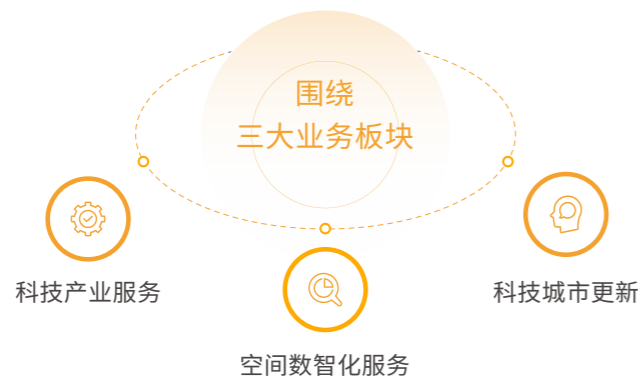 围绕
三大业务板块
科技产业服务
空间数智化服务
科技城市更新